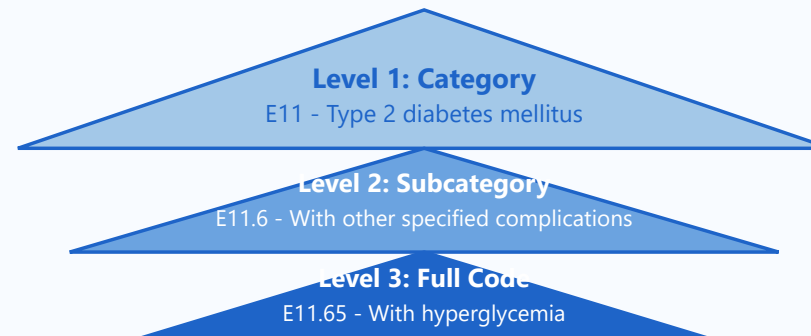 Level 1: Category
E11 - Type 2 diabetes mellitus
Level 2: Subcategory
E11.6 - With other specified complications
Level 3: Full Code
E11.65 - With hyperglycemia